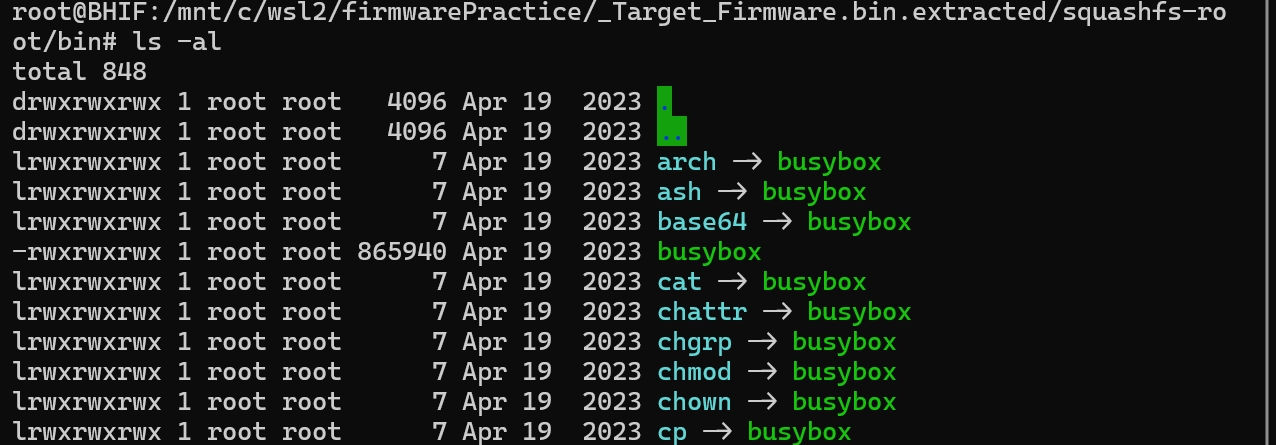 root@BHIF:/mnt/c/wsl2/firmwarePractice/_Target_Firmware.bin.extracted/squashfs-ro
ot/bin# ls -al
total 848
drwxrwxrwx 1 root root   4096 Apr 19  2023 .
drwxrwxrwx 1 root root   4096 Apr 19  2023 ..
lrwxrwxrwx 1 root root      7 Apr 19  2023 arch -> busybox
lrwxrwxrwx 1 root root      7 Apr 19  2023 ash -> busybox
lrwxrwxrwx 1 root root      7 Apr 19  2023 base64 -> busybox
-rwxrwxrwx 1 root root 865940 Apr 19  2023 busybox
lrwxrwxrwx 1 root root      7 Apr 19  2023 cat -> busybox
lrwxrwxrwx 1 root root      7 Apr 19  2023 chattr -> busybox
lrwxrwxrwx 1 root root      7 Apr 19  2023 chgrp -> busybox
lrwxrwxrwx 1 root root      7 Apr 19  2023 chmod -> busybox
lrwxrwxrwx 1 root root      7 Apr 19  2023 chown -> busybox
lrwxrwxrwx 1 root root      7 Apr 19  2023 cp -> busybox